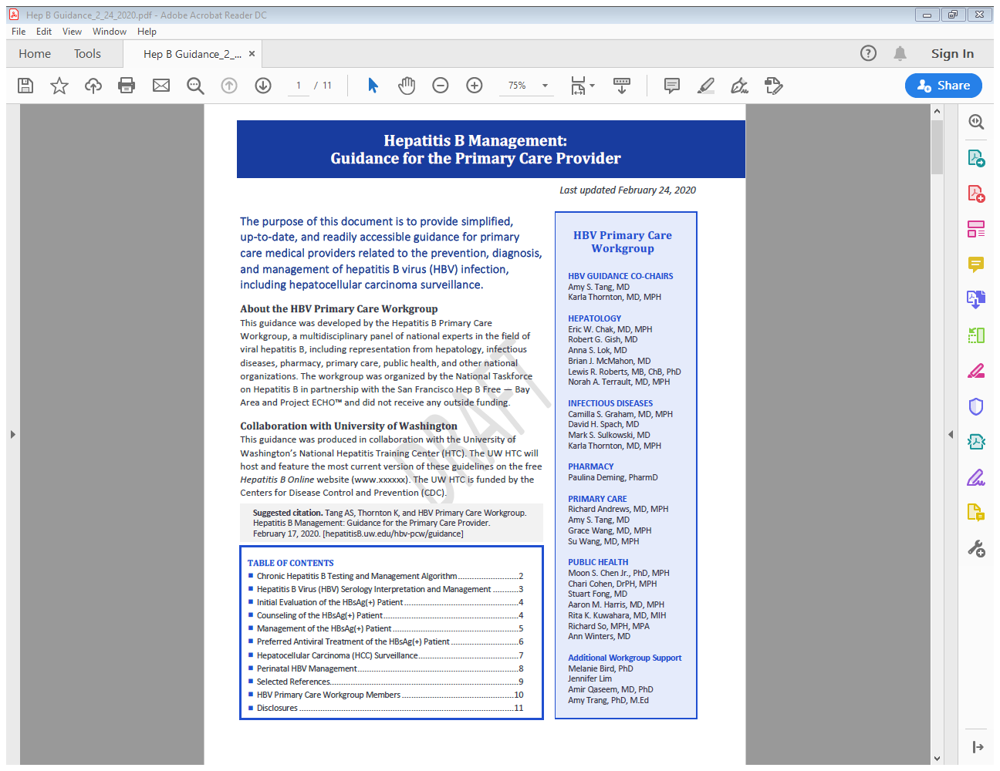 Hep B Guidance_2_24_2020.pdf - Adobe Acrobat Reader DC
File Edit View Window Help
Home Tools Hep B Guidance_2_... × Sign In
1 / 11 75% Share
Hepatitis B Management:
Guidance for the Primary Care Provider
Last updated February 24, 2020
The purpose of this document is to provide simplified,
up-to-date, and readily accessible guidance for primary
care medical providers related to the prevention, diagnosis,
and management of hepatitis B virus (HBV) infection,
including hepatocellular carcinoma surveillance.
About the HBV Primary Care Workgroup
This guidance was developed by the Hepatitis B Primary Care
Workgroup, a multidisciplinary panel of national experts in the field of
viral hepatitis B, including representation from hepatology, infectious
diseases, pharmacy, primary care, public health, and other national
organizations. The workgroup was organized by the National Taskforce
on Hepatitis B in partnership with the San Francisco Hep B Free — Bay
Area and Project ECHO™ and did not receive any outside funding.
Collaboration with University of Washington
This guidance was produced in collaboration with the University of
Washington's National Hepatitis Training Center (HTC). The UW HTC will
host and feature the most current version of these guidelines on the free
Hepatitis B Online website (www.xxxxxx). The UW HTC is funded by the
Centers for Disease Control and Prevention (CDC).
DRAFT
Suggested citation. Tang AS, Thornton K, and HBV Primary Care Workgroup.
Hepatitis B Management: Guidance for the Primary Care Provider.
February 17, 2020. [hepatitisB.uw.edu/hbv-pcw/guidance]
TABLE OF CONTENTS
■ Chronic Hepatitis B Testing and Management Algorithm..........................2
■ Hepatitis B Virus (HBV) Serology Interpretation and Management ...........3
■ Initial Evaluation of the HBsAg(+) Patient..................................................4
■ Counseling of the HBsAg(+) Patient...........................................................4
■ Management of the HBsAg(+) Patient.......................................................5
■ Preferred Antiviral Treatment of the HBsAg(+) Patient .............................6
■ Hepatocellular Carcinoma (HCC) Surveillance...........................................7
■ Perinatal HBV Management......................................................................8
■ Selected References..................................................................................9
■ HBV Primary Care Workgroup Members ................................................10
■ Disclosures .............................................................................................11
HBV Primary Care
Workgroup
HBV GUIDANCE CO-CHAIRS
Amy S. Tang, MD
Karla Thornton, MD, MPH
HEPATOLOGY
Eric W. Chak, MD, MPH
Robert G. Gish, MD
Anna S. Lok, MD
Brian J. McMahon, MD
Lewis R. Roberts, MB, ChB, PhD
Norah A. Terrault, MD, MPH
INFECTIOUS DISEASES
Camilla S. Graham, MD, MPH
David H. Spach, MD
Mark S. Sulkowski, MD
Karla Thornton, MD, MPH
PHARMACY
Paulina Deming, PharmD
PRIMARY CARE
Richard Andrews, MD, MPH
Amy S. Tang, MD
Grace Wang, MD, MPH
Su Wang, MD, MPH
PUBLIC HEALTH
Moon S. Chen Jr., PhD, MPH
Chari Cohen, DrPH, MPH
Stuart Fong, MD
Aaron M. Harris, MD, MPH
Rita K. Kuwahara, MD, MIH
Richard So, MPH, MPA
Ann Winters, MD
Additional Workgroup Support
Melanie Bird, PhD
Jennifer Lim
Amir Qaseem, MD, PhD
Amy Trang, PhD, M.Ed